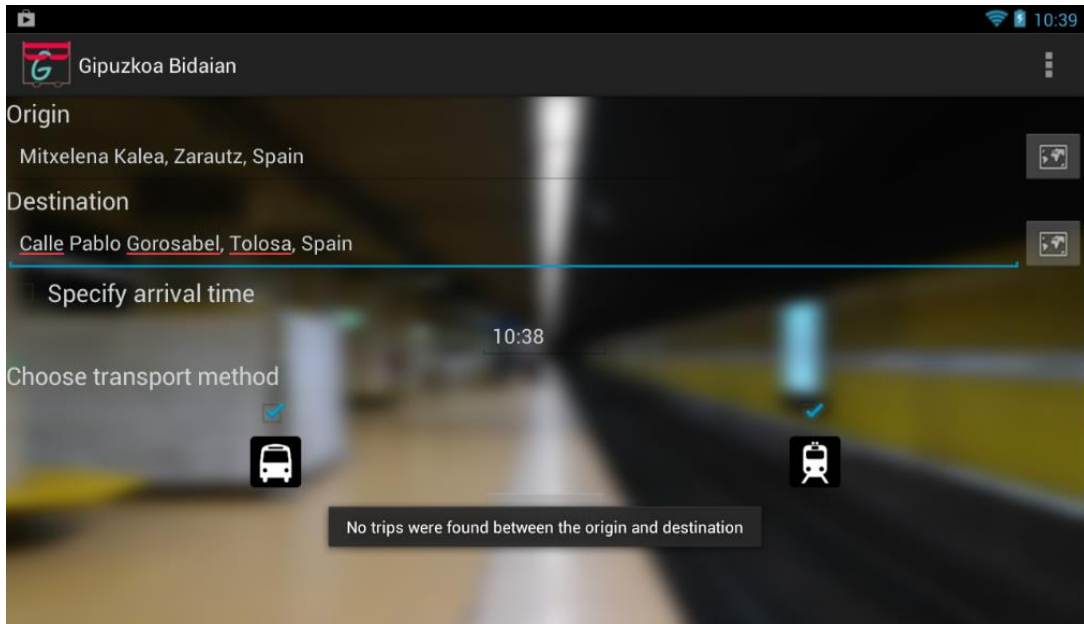 10:39
Gipuzkoa Bidaian
Origin
Mitxelena Kalea, Zarautz, Spain
Destination
Calle Pablo Gorosabel, Tolosa, Spain
Specify arrival time
10:38
Choose transport method
No trips were found between the origin and destination